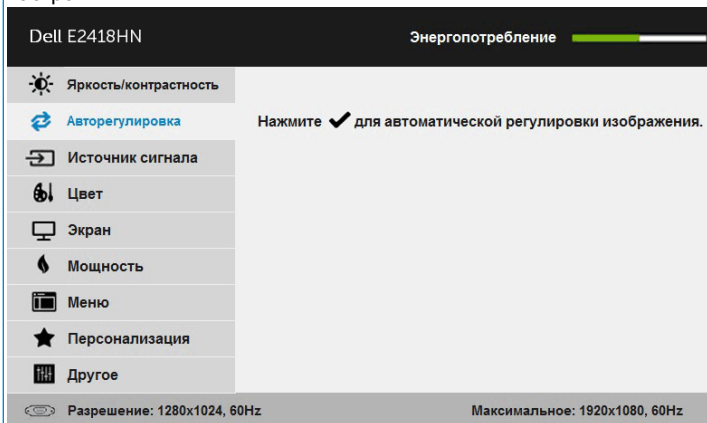 Dell E2418HN
Энергопотребление
Яркость/контрастность
Авторегулировка
Нажмите ✔ для автоматической регулировки изображения.
Источник сигнала
Цвет
Экран
Мощность
Меню
Персонализация
Другое
Разрешение: 1280x1024, 60Hz
Максимальное: 1920x1080, 60Hz